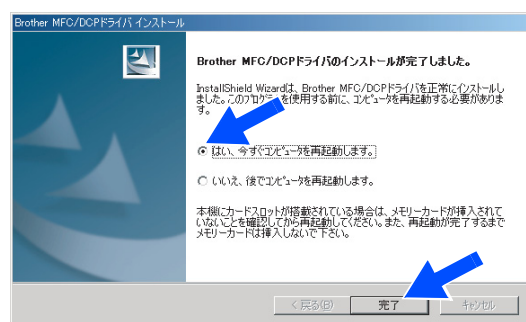 Brother MFC/DCPドライバ インストール
Brother MFC/DCPドライバのインストールが完了しました。
InstallShield Wizardは、Brother MFC/DCPドライバを正常にインストールし
ました。このプログラムを使用する前に、コンピュータを再起動する必要がありま
す。
はい、今すぐコンピュータを再起動します。
いいえ、後でコンピュータを再起動します。
本機にカードスロットが搭載されている場合は、メモリーカードが挿入されて
いないことを確認してから再起動してください。また、再起動が完了するまで
メモリーカードは挿入しないで下さい。
< 戻る(B) 完了 キャンセル